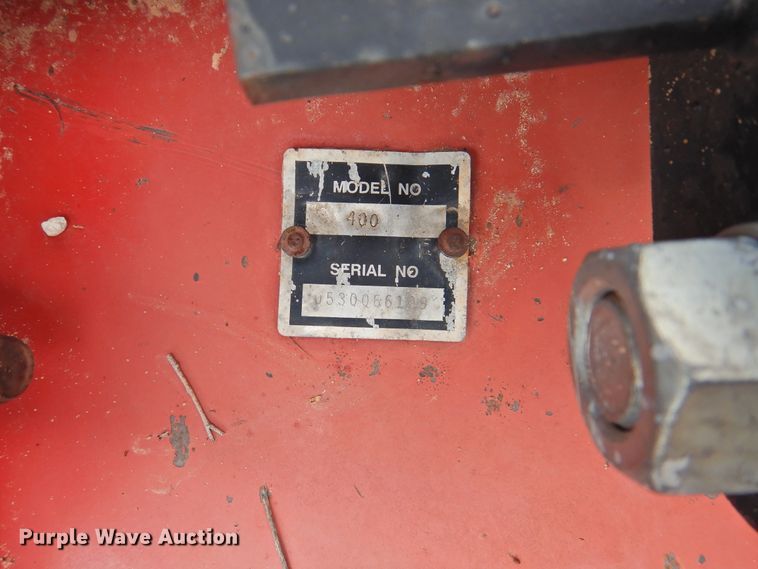 MODEL NO
400
SERIAL NO
Purple Wave Auction